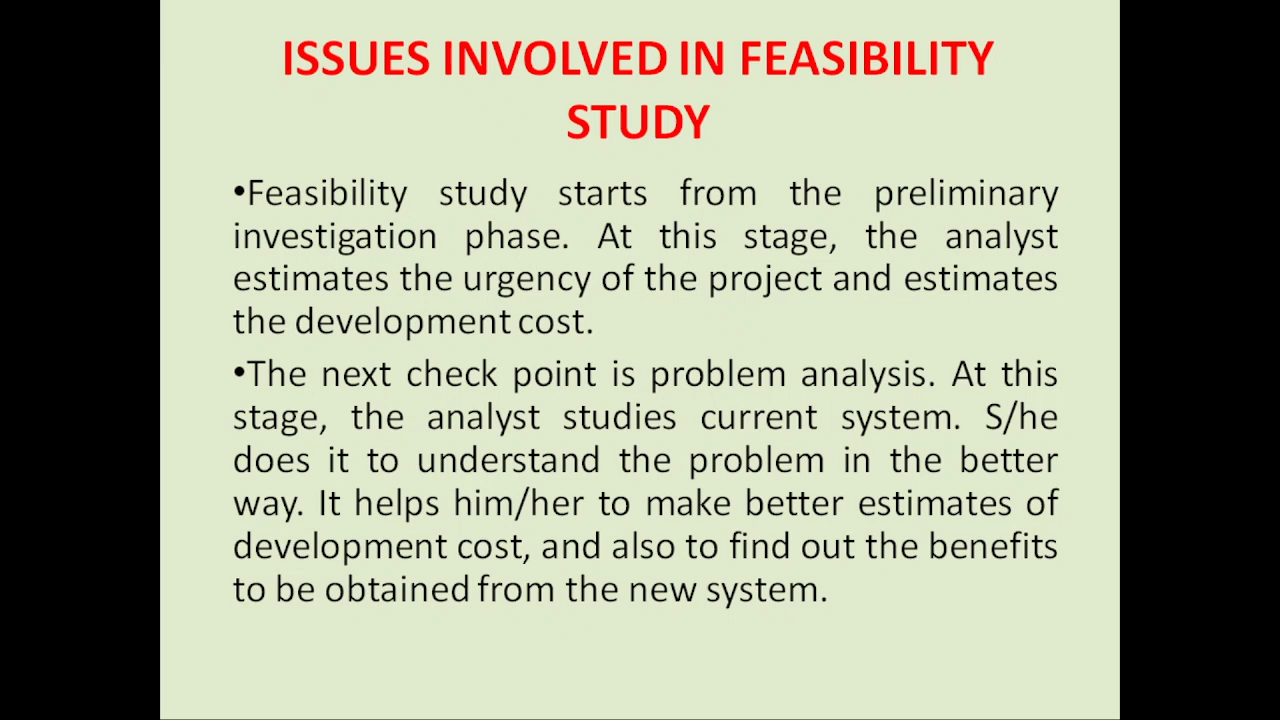 ISSUES INVOLVED IN FEASIBILITY
STUDY
•Feasibility study starts from the preliminary
investigation phase. At this stage, the analyst
estimates the urgency of the project and estimates
the development cost.
•The next check point is problem analysis. At this
stage, the analyst studies current system. S/he
does it to understand the problem in the better
way. It helps him/her to make better estimates of
development cost, and also to find out the benefits
to be obtained from the new system.